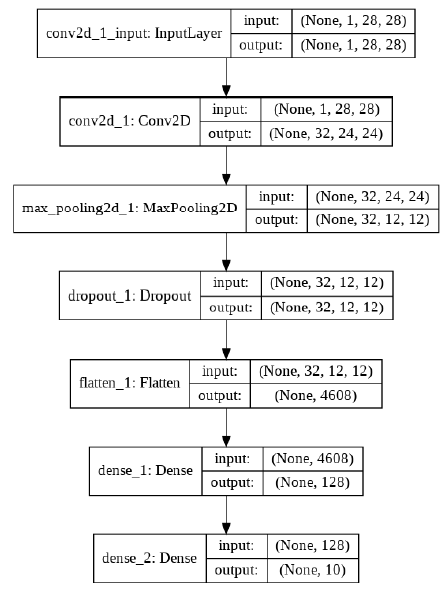 conv2d_1_input: InputLayer input: (None, 1, 28, 28)
output: (None, 1, 28, 28)
conv2d_1: Conv2D input: (None, 1, 28, 28)
output: (None, 32, 24, 24)
max_pooling2d_1: MaxPooling2D input: (None, 32, 24, 24)
output: (None, 32, 12, 12)
dropout_1: Dropout input: (None, 32, 12, 12)
output: (None, 32, 12, 12)
flatten_1: Flatten input: (None, 32, 12, 12)
output: (None, 4608)
dense_1: Dense input: (None, 4608)
output: (None, 128)
dense_2: Dense input: (None, 128)
output: (None, 10)